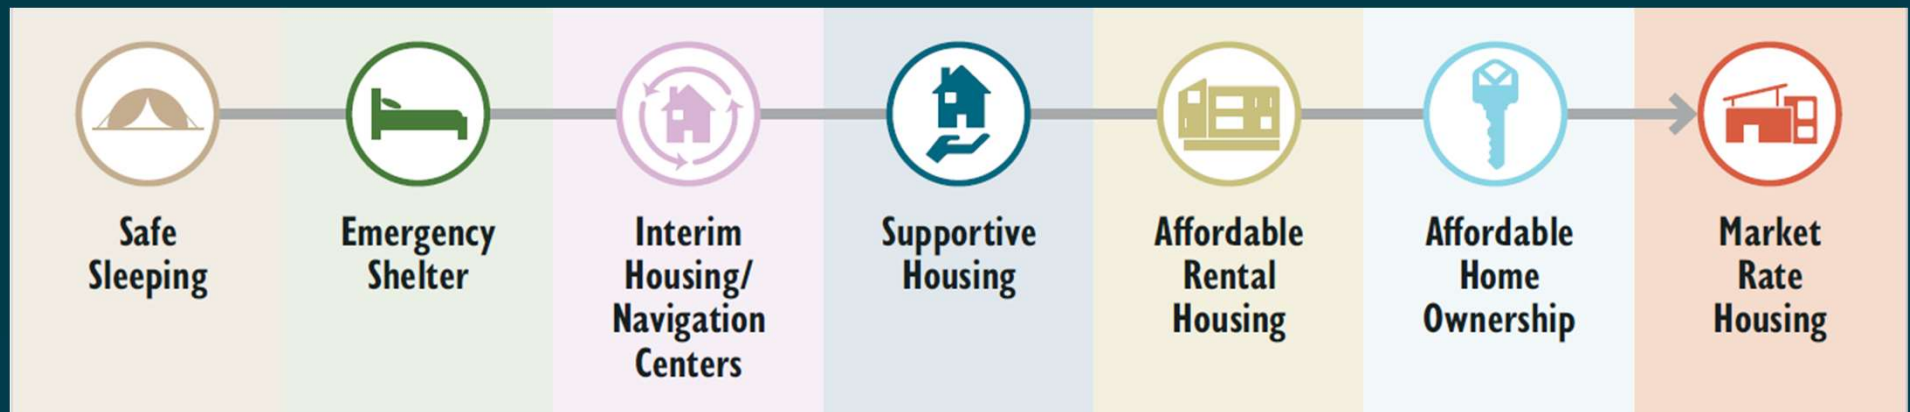 Safe
Sleeping
Emergency
Shelter
Interim
Housing/
Navigation
Centers
Supportive
Housing
Affordable
Rental
Housing
Affordable
Home
Ownership
Market
Rate
Housing